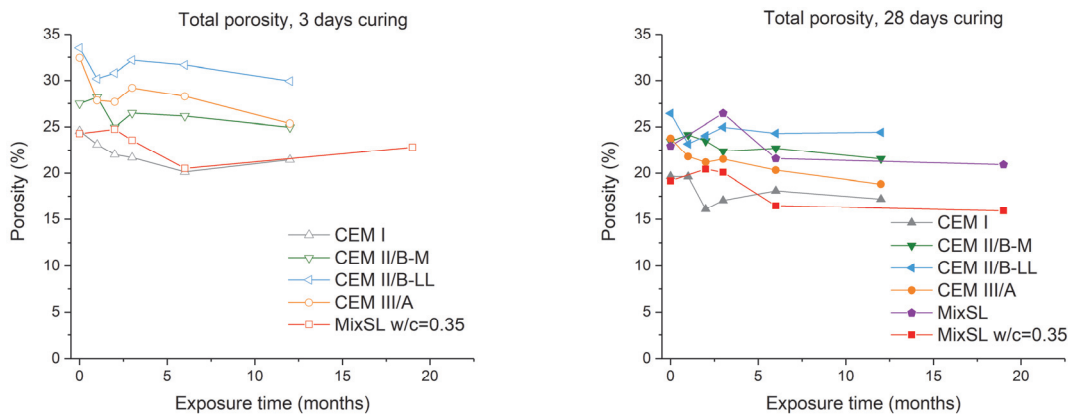 Total porosity, 3 days curing
35
30
25
20
15
10
5
0
Porosity (%)
CEM I
CEM II/B-M
CEM II/B-LL
CEM III/A
MixSL w/c=0.35
0
5
10
15
20
Exposure time (months)
Total porosity, 28 days curing
35
30
25
20
15
10
5
0
Porosity (%)
CEM I
CEM II/B-M
CEM II/B-LL
CEM III/A
MixSL
MixSL w/c=0.35
0
5
10
15
20
Exposure time (months)